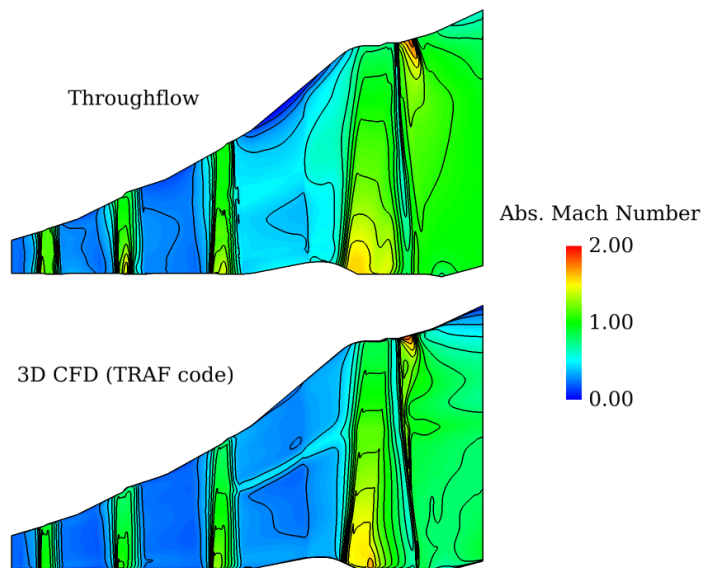 Throughflow
Abs. Mach Number
2.00
1.00
0.00
3D CFD (TRAF code)